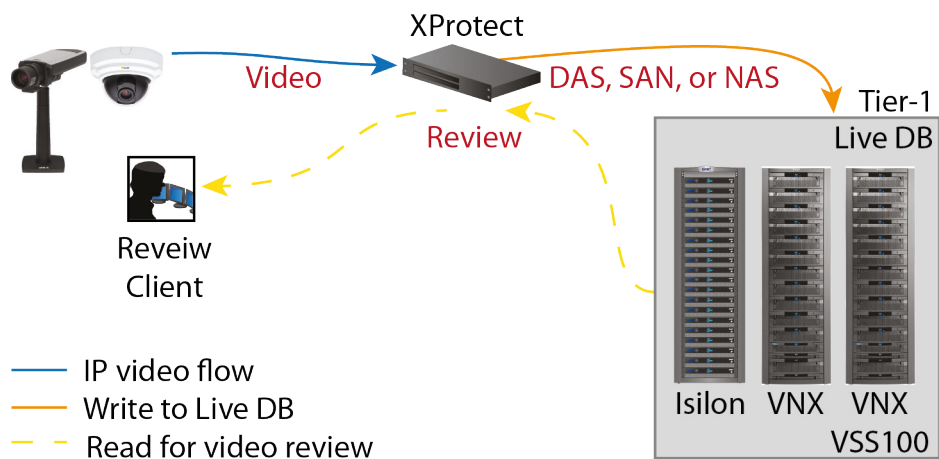 XProtect
Video
DAS, SAN, or NAS
Tier-1
Live DB
Review
Reveiw
Client
IP video flow
Write to Live DB
Read for video review
Isilon
VNX
VNX
VSS100